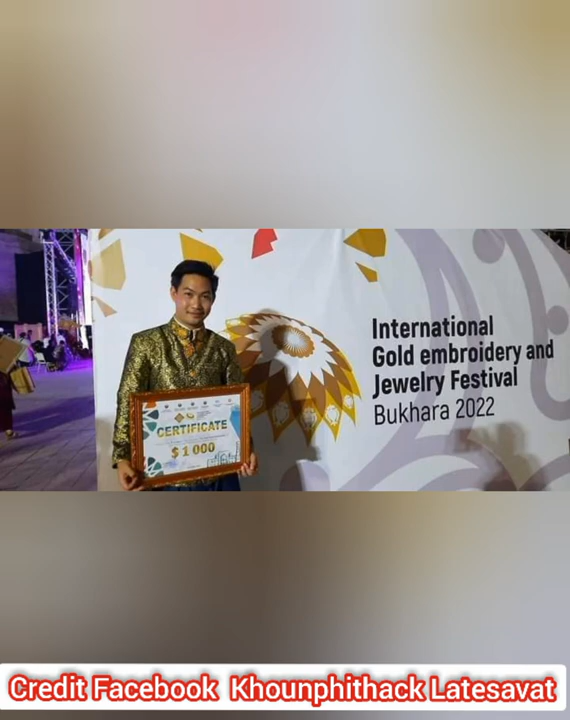 International
Gold embroidery and
Jewelry Festival
Bukhara 2022
CERTIFICATE
$ 1 000
Credit Facebook Khounphithack Latesavat